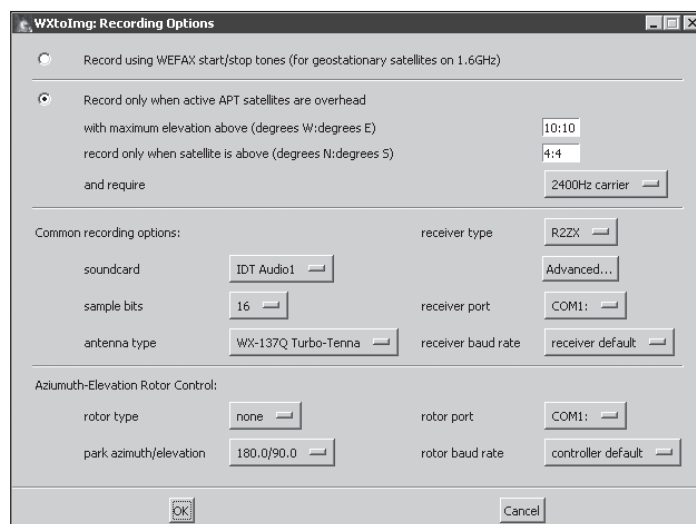 WXtoImg: Recording Options
Record using WEFAX start/stop tones (for geostationary satellites on 1.6GHz)
Record only when active APT satellites are overhead
with maximum elevation above (degrees W:degrees E) 10:10
record only when satellite is above (degrees N:degrees S) 4:4
and require 2400Hz carrier
Common recording options: receiver type R2ZX
soundcard IDT Audio1 Advanced...
sample bits 16 receiver port COM1:
antenna type WX-137Q Turbo-Tenna receiver baud rate receiver default
Aziumuth-Elevation Rotor Control:
rotor type none rotor port COM1:
park azimuth/elevation 180.0/90.0 rotor baud rate controller default
OK Cancel